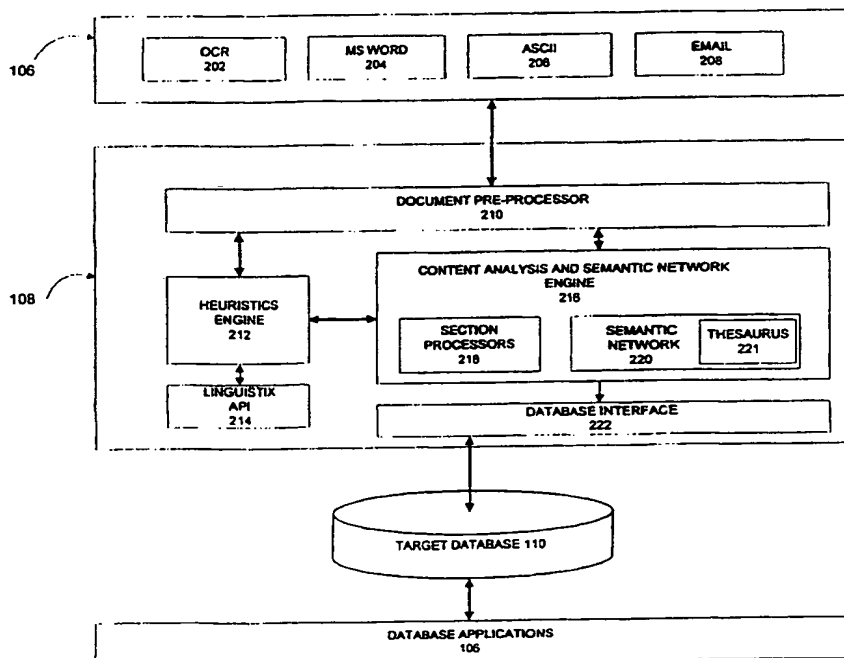 106
OCR
202
MS WORD
204
ASCII
206
EMAIL
208
DOCUMENT PRE-PROCESSOR
210
108
HEURISTICS
ENGINE
212
CONTENT ANALYSIS AND SEMANTIC NETWORK
ENGINE
216
SECTION
PROCESSORS
218
SEMANTIC
NETWORK
220
THESAURUS
221
LINGUISTIX
API
214
DATABASE INTERFACE
222
TARGET DATABASE 110
DATABASE APPLICATIONS
106